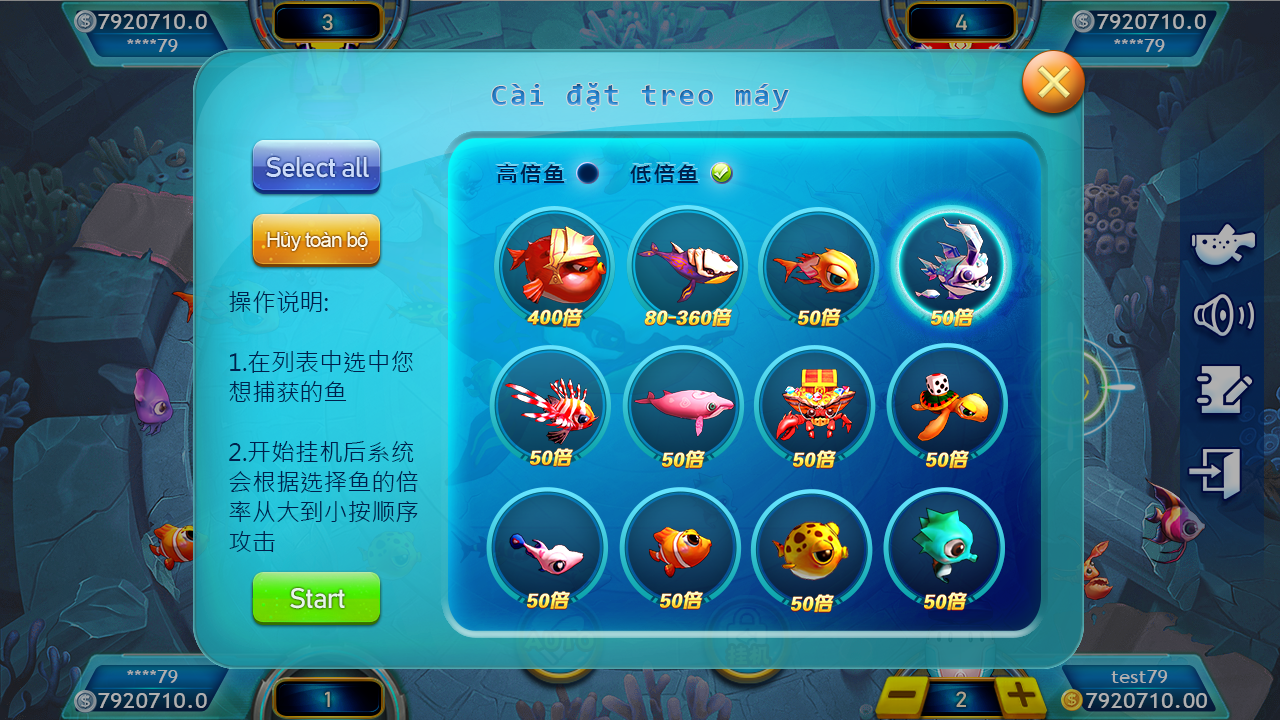 7920710.0
****79
3
4
7920710.0
****79
Cài đặt treo máy
Select all
Hủy toàn bộ
操作说明:
1.在列表中选中您
想捕获的鱼
2.开始挂机后系统
会根据选择鱼的倍
率从大到小按顺序
攻击
Start
高倍鱼
低倍鱼
400倍
80-360倍
50倍
50倍
50倍
50倍
50倍
50倍
50倍
50倍
50倍
50倍
AUTO
挂机
****79
7920710.0
1
2
test79
7920710.00